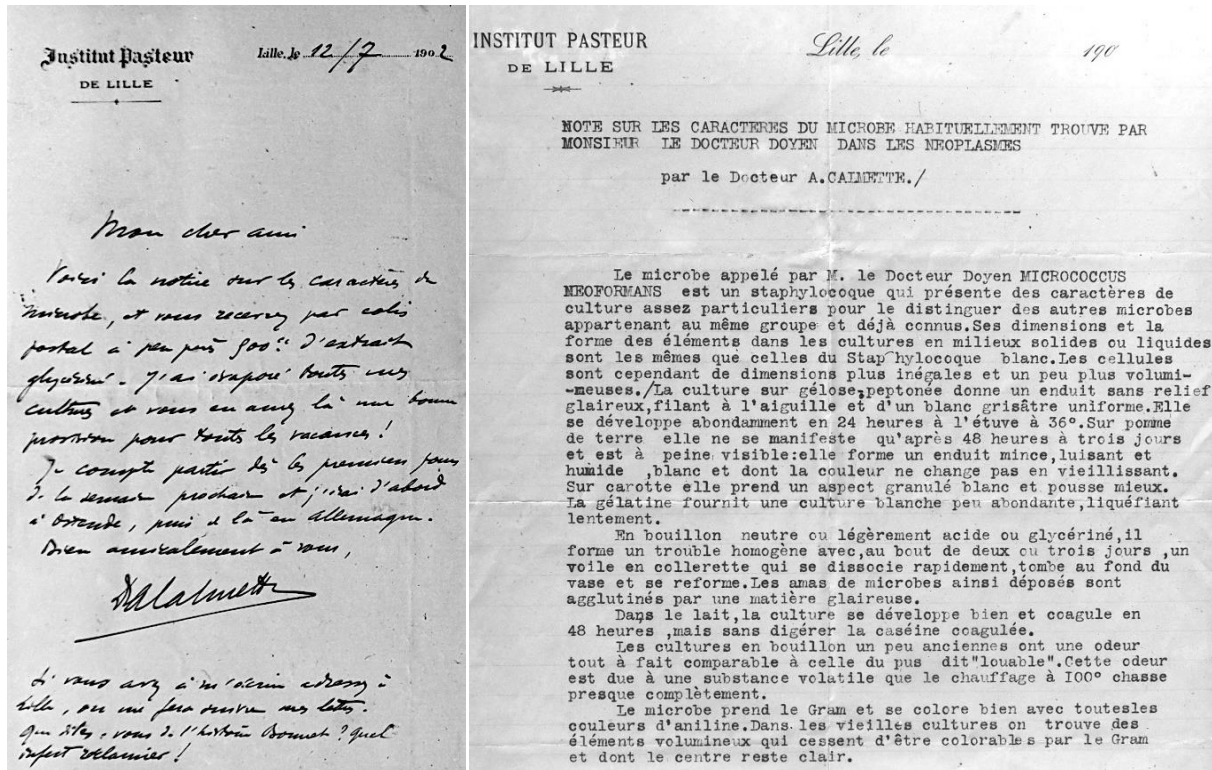 Institut Pasteur
DE LILLE
Lille, le 12/7 1902
Mon cher ami
Voici la notice sur les caractères du
microbe, et vous recevrez par colis
postal à peu près 500cc d'extrait
glycériné. J'ai évaporé toutes mes
cultures et vous en aurez là une bonne
provision pour toutes les vacances !
Je compte partir dès les premiers jours
de la semaine prochaine et j'irai d'abord
à Ostende, puis de là en Allemagne.
Bien amicalement à vous,
Dr A Calmette
Si vous avez à m'écrire adressez à
Lille, on me fera suivre mes lettres.
Que dites-vous de l'histoire Bonnet ? Quel
!
INSTITUT PASTEUR
DE LILLE
Lille, le 190
NOTE SUR LES CARACTERES DU MICROBE HABITUELLEMENT TROUVE PAR
MONSIEUR LE DOCTEUR DOYEN DANS LES NEOPLASMES
par le Docteur A.CALMETTE./
Le microbe appelé par M. le Docteur Doyen MICROCOCCUS
NEOFORMANS est un staphylocoque qui présente des caractères de
culture assez particuliers pour le distinguer des autres microbes
appartenant au même groupe et déjà connus.Ses dimensions et la
forme des éléments dans les cultures en milieux solides ou liquides
sont les mêmes que celles du Staphylocoque blanc.Les cellules
sont cependant de dimensions plus inégales et un peu plus volumi-
-meuses./La culture sur gélose,peptonée donne un enduit sans relief
glaireux,filant à l'aiguille et d'un blanc grisâtre uniforme.Elle
se développe abondamment en 24 heures à l'étuve à 36°.Sur pomme
de terre elle ne se manifeste qu'après 48 heures à trois jours
et est à peine visible:elle forme un enduit mince,luisant et
humide ,blanc et dont la couleur ne change pas en vieillissant.
Sur carotte elle prend un aspect granulé blanc et pousse mieux.
La gélatine fournit une culture blanche peu abondante,liquéfiant
lentement.
En bouillon neutre ou légèrement acide ou glycériné,il
forme un trouble homogène avec,au bout de deux ou trois jours ,un
voile en collerette qui se dissocie rapidement,tombe au fond du
vase et se reforme.Les amas de microbes ainsi déposés sont
agglutinés par une matière glaireuse.
Dans le lait,la culture se développe bien et coagule en
48 heures ,mais sans digérer la caséine coagulée.
Les cultures en bouillon un peu anciennes ont une odeur
tout à fait comparable à celle du pus dit"louable".Cette odeur
est due à une substance volatile que le chauffage à I00° chasse
presque complètement.
Le microbe prend le Gram et se colore bien avec toutesles
couleurs d'aniline.Dans les vieilles cultures on trouve des
éléments volumineux qui cessent d'être colorables par le Gram
et dont le centre reste clair.